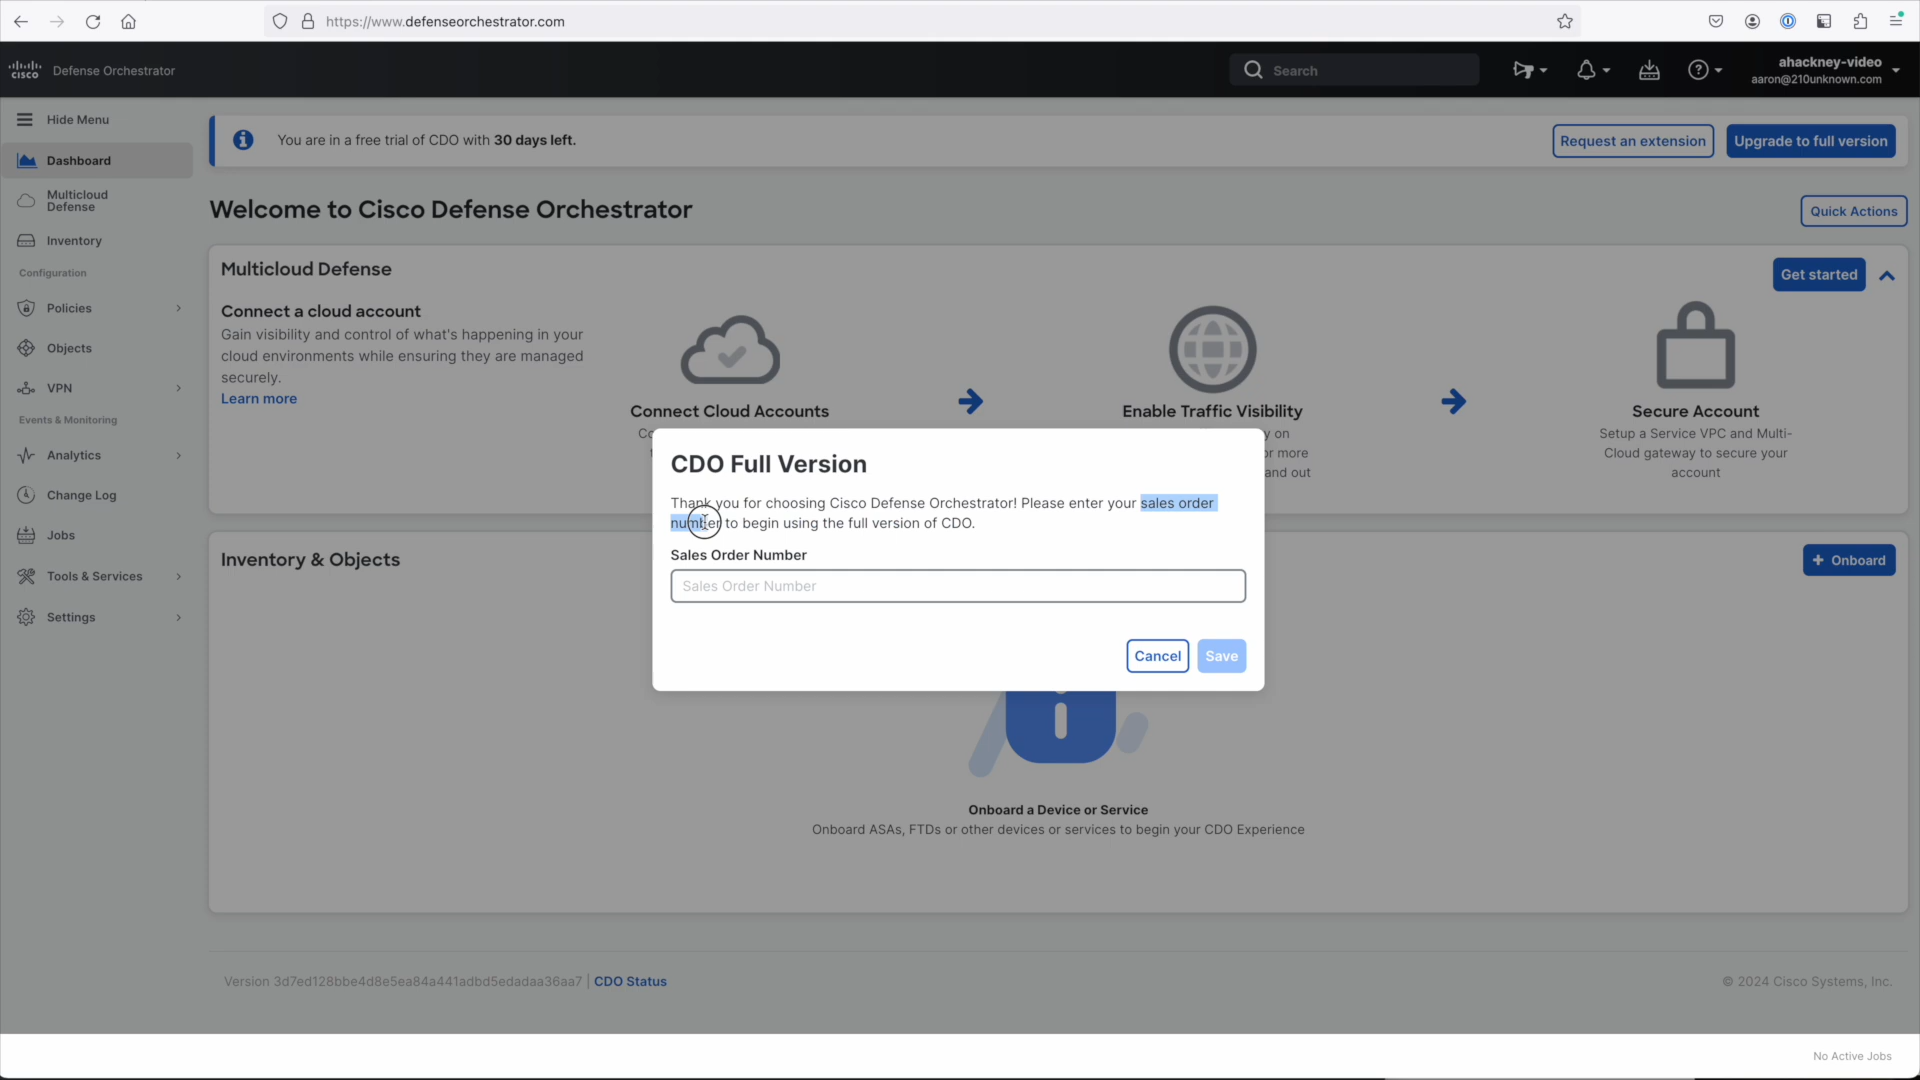 https://www.defenseorchestrator.com
cisco
Defense Orchestrator
Search
ahackney-video
aaron@210unknown.com
Hide Menu
Dashboard
Multicloud
Defense
Inventory
Configuration
Policies
Objects
VPN
Events & Monitoring
Analytics
Change Log
Jobs
Tools & Services
Settings
You are in a free trial of CDO with 30 days left.
Request an extension
Upgrade to full version
Welcome to Cisco Defense Orchestrator
Quick Actions
Multicloud Defense
Get started
Connect a cloud account
Gain visibility and control of what's happening in your
cloud environments while ensuring they are managed
securely.
Learn more
Connect Cloud Accounts
Enable Traffic Visibility
y on
or more
and out
Secure Account
Setup a Service VPC and Multi-
Cloud gateway to secure your
account
CDO Full Version
Thank you for choosing Cisco Defense Orchestrator! Please enter your sales order
number to begin using the full version of CDO.
Sales Order Number
Sales Order Number
Cancel
Save
Inventory & Objects
+ Onboard
Onboard a Device or Service
Onboard ASAs, FTDs or other devices or services to begin your CDO Experience
Version 3d7ed128bbe4d8e5ea84a441adbd5edadaa36aa7 | CDO Status
© 2024 Cisco Systems, Inc.
No Active Jobs